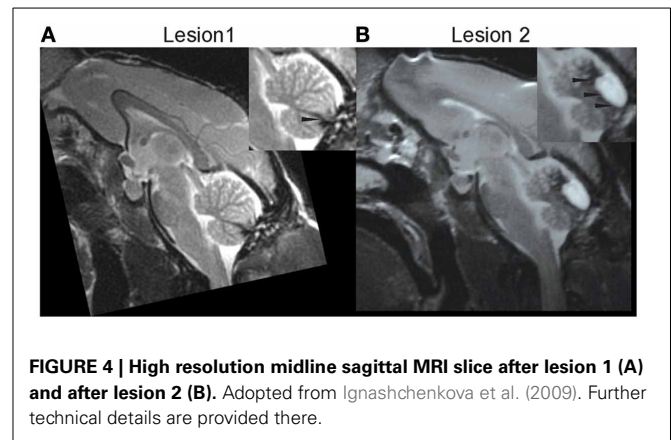 A Lesion1 B Lesion 2
FIGURE 4 | High resolution midline sagittal MRI slice after lesion 1 (A)
and after lesion 2 (B). Adopted from Ignashchenkova et al. (2009). Further
technical details are provided there.